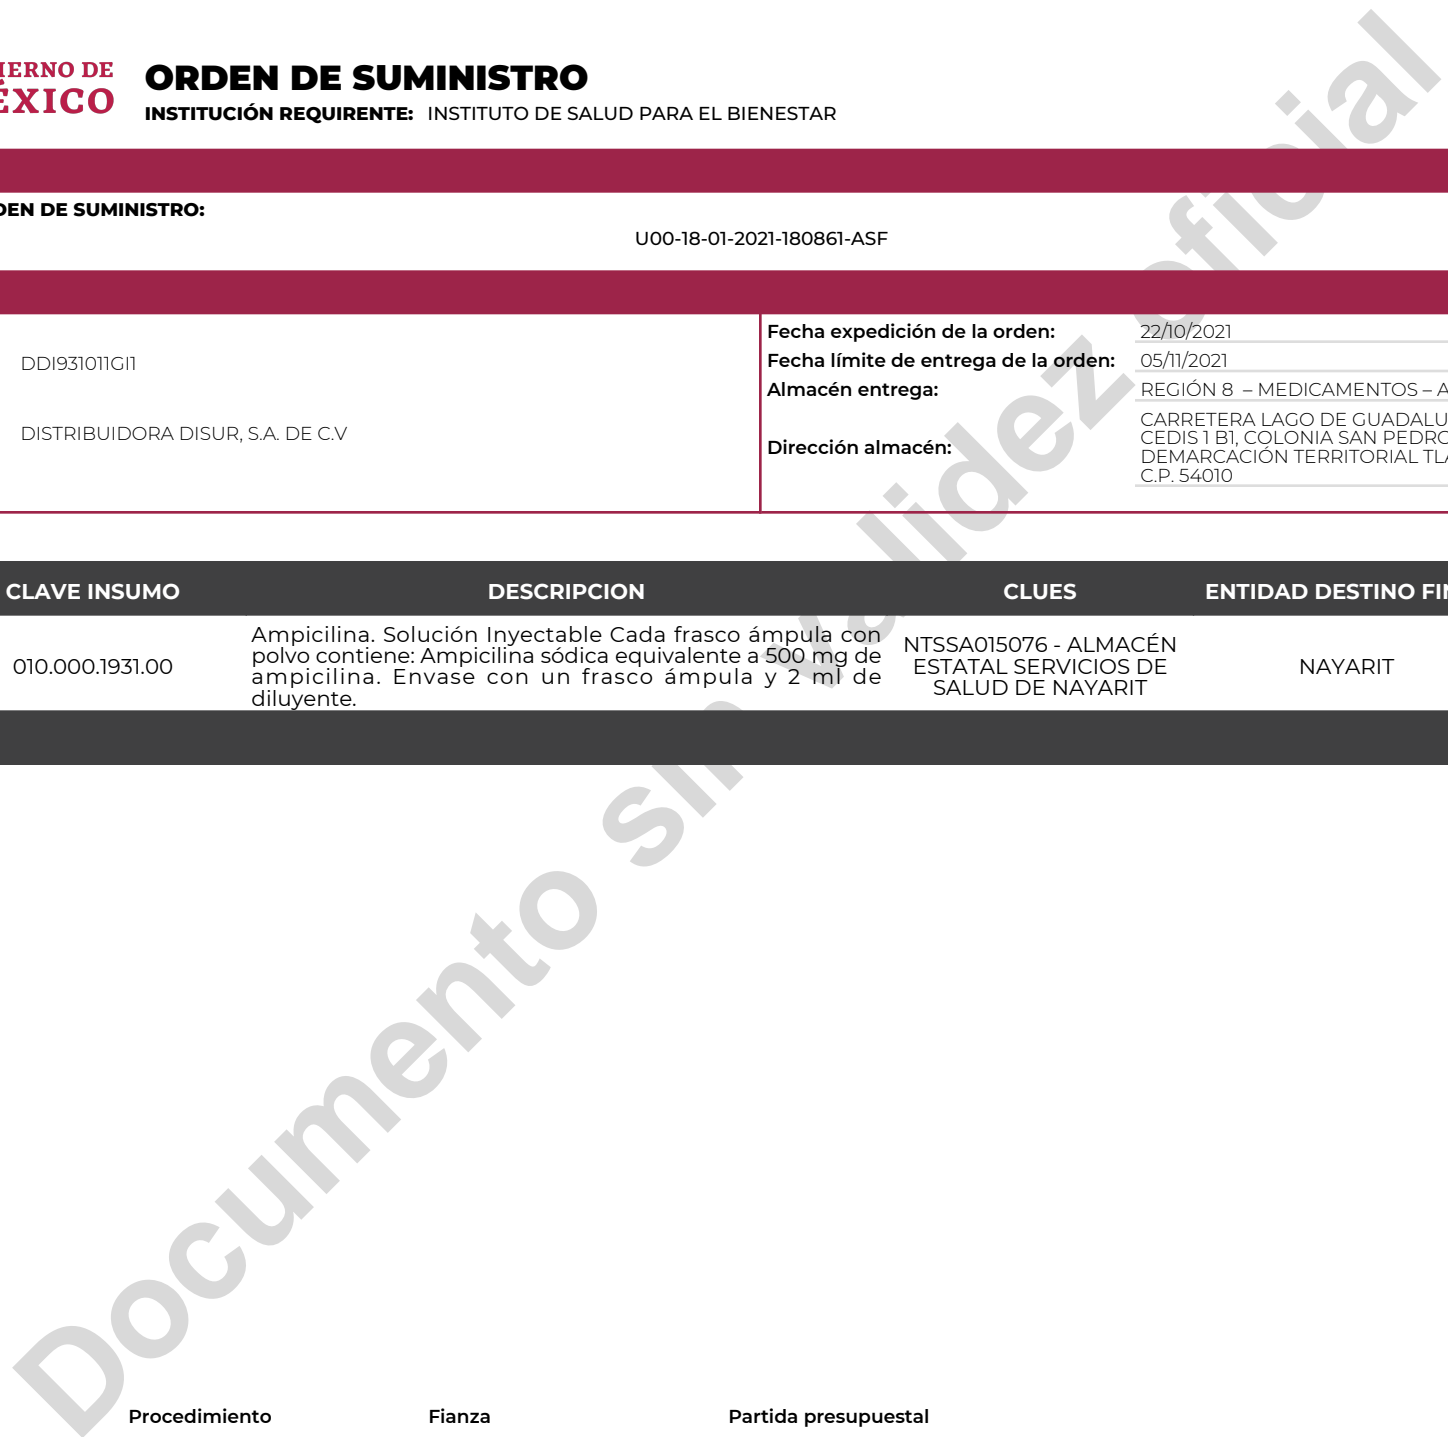 IERNO DE
ÉXICO
ORDEN DE SUMINISTRO
INSTITUCIÓN REQUIRENTE: INSTITUTO DE SALUD PARA EL BIENESTAR
DEN DE SUMINISTRO:
U00-18-01-2021-180861-ASF
DDI931011GI1
DISTRIBUIDORA DISUR, S.A. DE C.V
Fecha expedición de la orden: 22/10/2021
Fecha límite de entrega de la orden: 05/11/2021
Almacén entrega: REGIÓN 8 – MEDICAMENTOS – A
Dirección almacén:
CARRETERA LAGO DE GUADALU
CEDIS 1 B1, COLONIA SAN PEDRO
DEMARCACIÓN TERRITORIAL TLA
C.P. 54010
CLAVE INSUMO DESCRIPCION CLUES ENTIDAD DESTINO FIN
010.000.1931.00
Ampicilina. Solución Inyectable Cada frasco ámpula con
polvo contiene: Ampicilina sódica equivalente a 500 mg de
ampicilina. Envase con un frasco ámpula y 2 ml de
diluyente.
NTSSA015076 - ALMACÉN
ESTATAL SERVICIOS DE
SALUD DE NAYARIT
NAYARIT
Documento sin validez oficial
Procedimiento Fianza Partida presupuestal